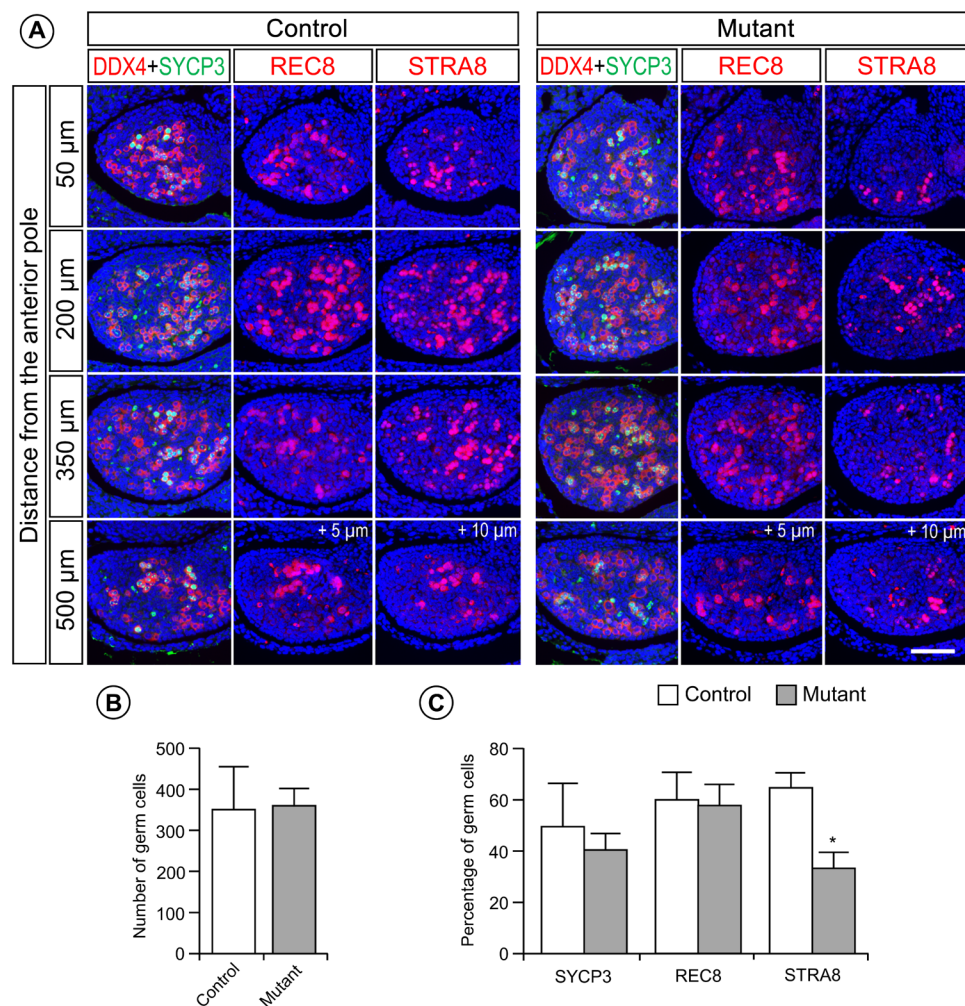 A
Control
Mutant
DDX4+SYCP3
REC8
STRA8
DDX4+SYCP3
REC8
STRA8
Distance from the anterior pole
50 µm
200 µm
350 µm
500 µm
+ 5 µm
+ 10 µm
+ 5 µm
+ 10 µm
B
C
Control
Mutant
Number of germ cells
500
400
300
200
100
0
Control
Mutant
Percentage of germ cells
80
60
40
20
0
*
SYCP3
REC8
STRA8